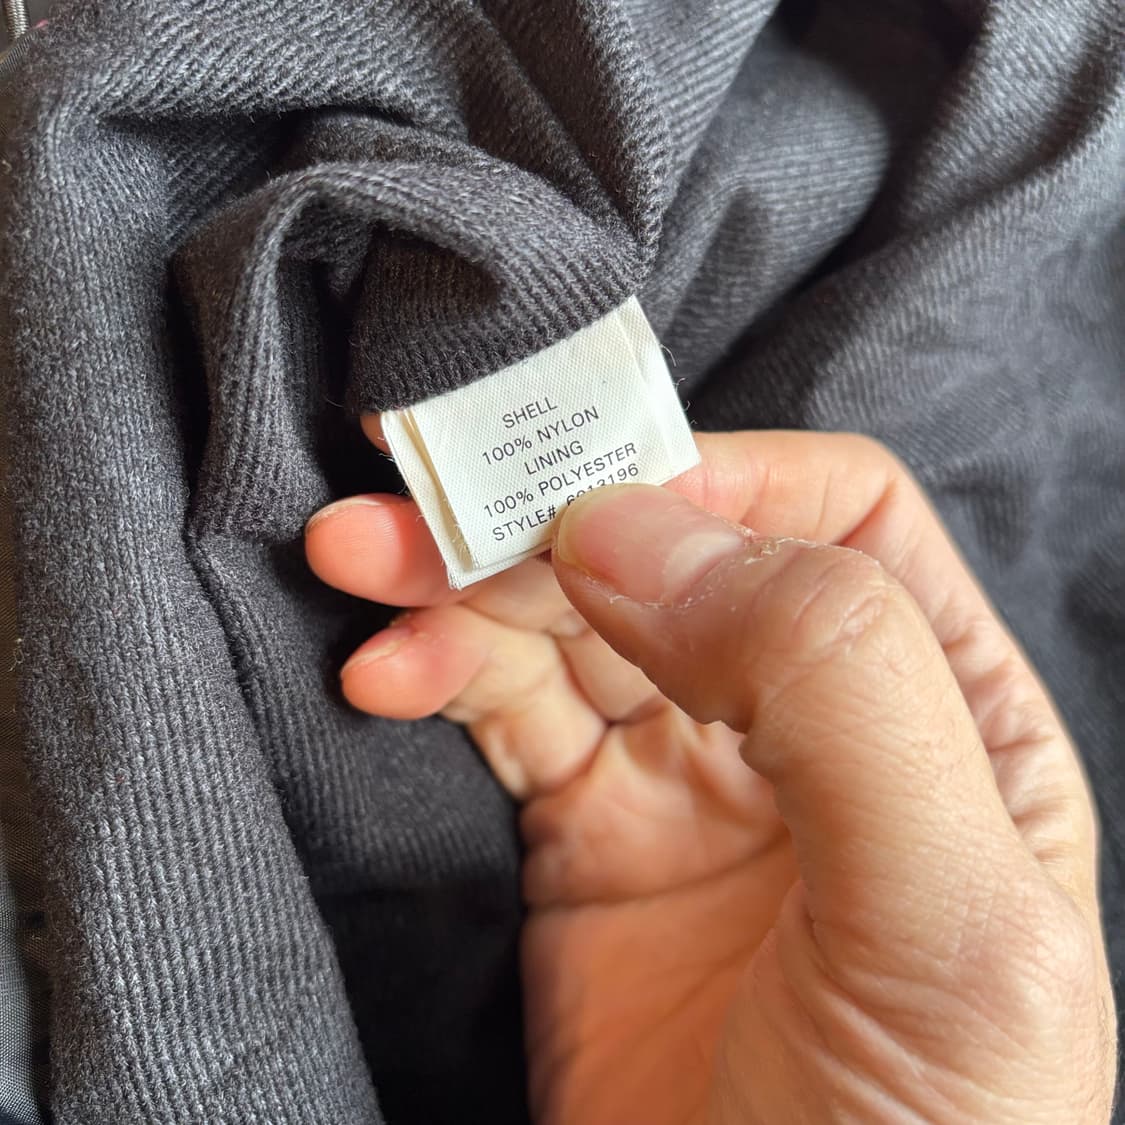 SHELL
100% NYLON
LINING
100% POLYESTER
STYLE#